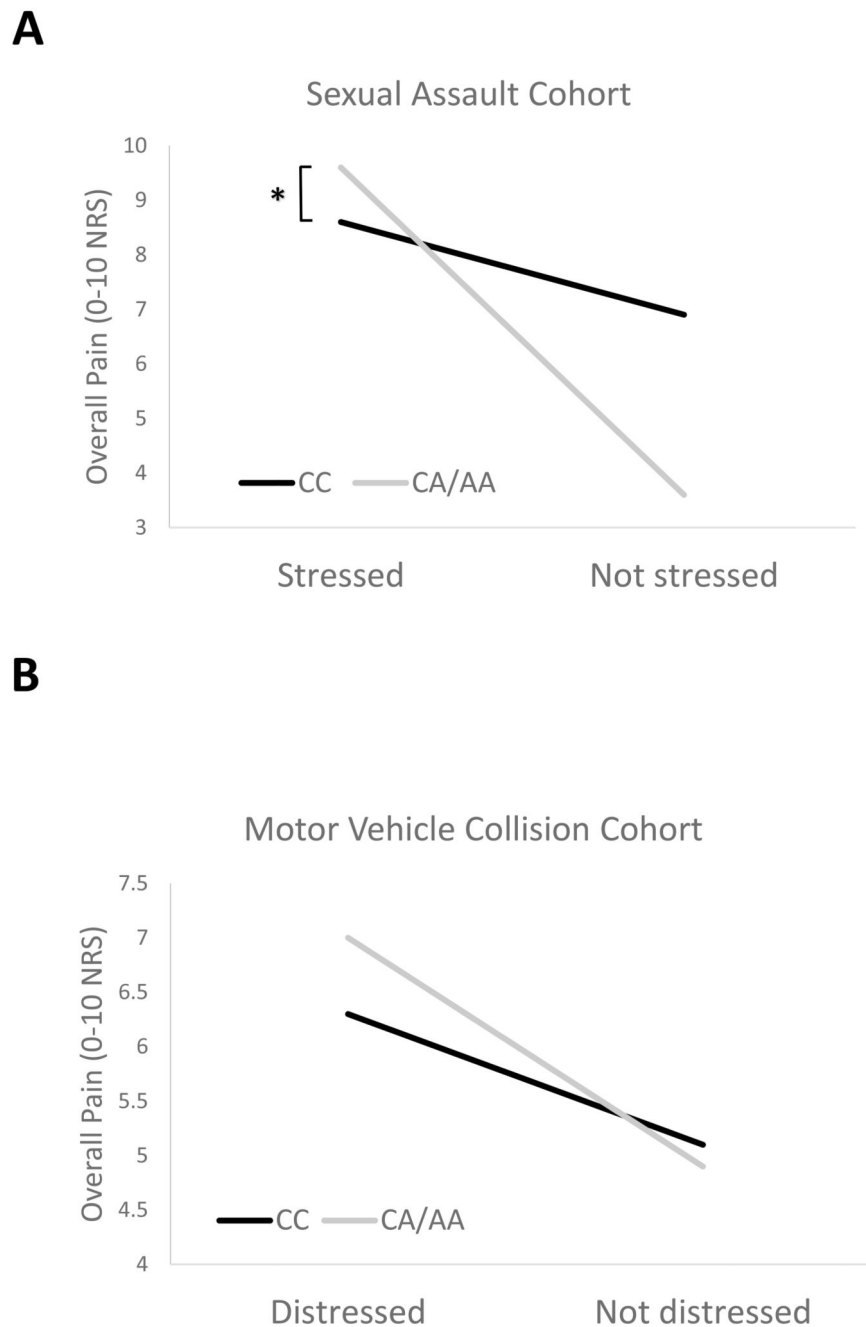 A
Sexual Assault Cohort
Overall Pain (0-10 NRS)
10
9
8
7
6
5
4
3
*
CC CA/AA
Stressed Not stressed
B
Motor Vehicle Collision Cohort
Overall Pain (0-10 NRS)
7.5
7
6.5
6
5.5
5
4.5
4
CC CA/AA
Distressed Not distressed